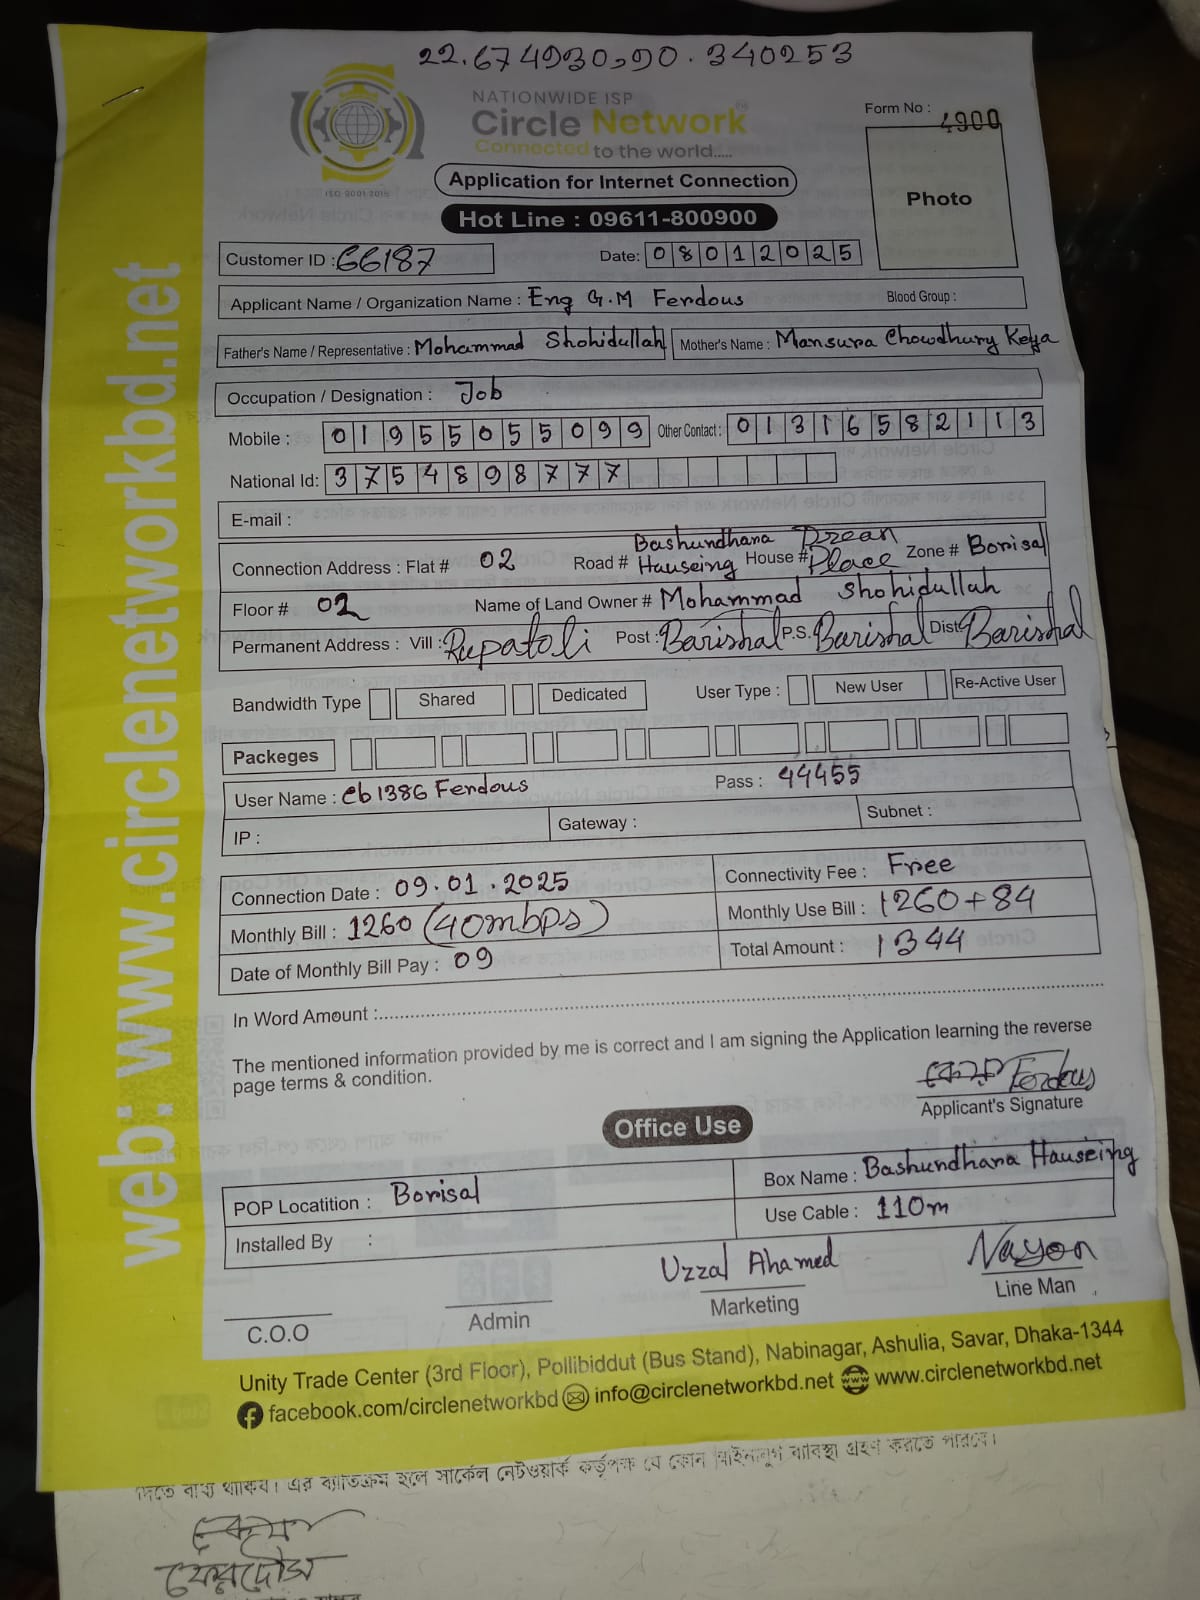 22.674930,90.340253
NATIONWIDE ISP
Circle Network
Connected to the world.....
ISO 9001:2015
Form No : 4900
Photo
Application for Internet Connection
Hot Line : 09611-800900
Customer ID : 66187 Date: 08012025
Applicant Name / Organization Name : Eng G.M Ferdous Blood Group :
Father's Name / Representative : Mohammad Shohidullah Mother's Name : Mansura Chowdhury Keya
Occupation / Designation : Job
Mobile : 01955055099 Other Contact : 01316582113
National Id: 3754898777
E-mail :
Connection Address : Flat # 02 Road # Bashundhana Hauseing House # Drean Place Zone # Borisal
Floor # 02 Name of Land Owner # Mohammad Shohidullah
Permanent Address : Vill : Rupatoli Post : Barishal P.S. Barishal Dist: Barishal
Bandwidth Type Shared Dedicated User Type : New User Re-Active User
Packeges
User Name : Cb1386 Ferdous Pass : 44455
IP : Gateway : Subnet :
Connection Date : 09.01.2025 Connectivity Fee : Free
Monthly Bill : 1260 (40mbps) Monthly Use Bill : 1260+84
Date of Monthly Bill Pay : 09 Total Amount : 1344
In Word Amount :
The mentioned information provided by me is correct and I am signing the Application learning the reverse
page terms & condition.
Ferdous
Applicant's Signature
Office Use
POP Locatition : Borisal Box Name : Bashundhana Hauseing
Installed By : Use Cable : 110m
Uzzal Ahamed Nayon
C.O.O Admin Marketing Line Man
Unity Trade Center (3rd Floor), Pollibiddut (Bus Stand), Nabinagar, Ashulia, Savar, Dhaka-1344
facebook.com/circlenetworkbd info@circlenetworkbd.net www.circlenetworkbd.net
web: www.circlenetworkbd.net
দিতে বাধ্য থাকিব। এর ব্যতিক্রম হলে সার্কেল নেটওয়ার্ক কর্তৃপক্ষ যে কোন আইনানুগ ব্যবস্থা গ্রহণ করতে পারবে।
ফেরদৌস